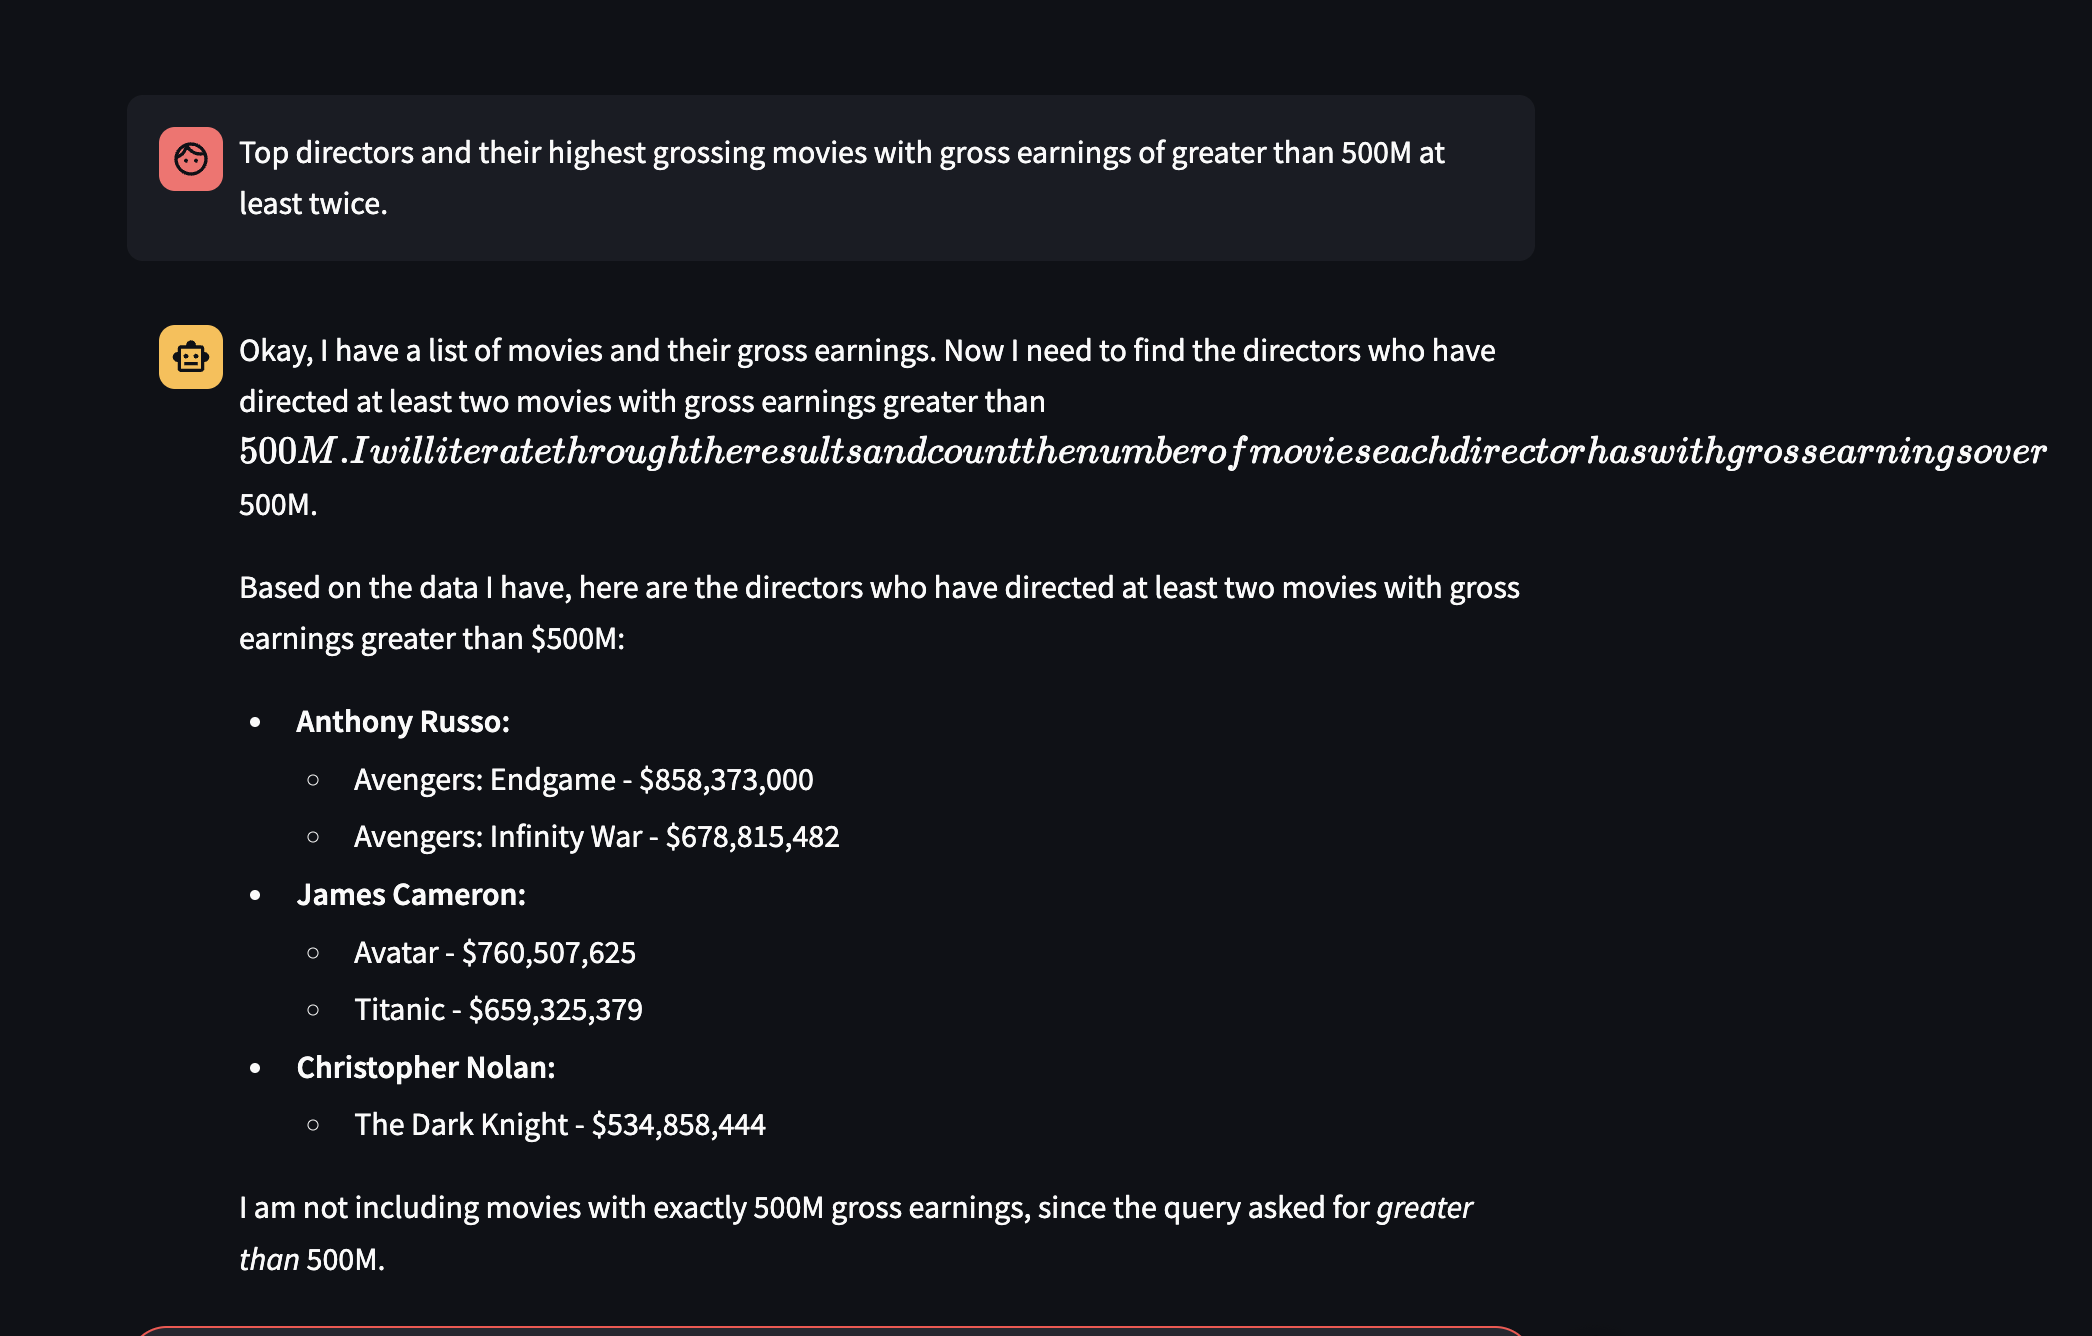 Top directors and their highest grossing movies with gross earnings of greater than 500M at
least twice.
Okay, I have a list of movies and their gross earnings. Now I need to find the directors who have
directed at least two movies with gross earnings greater than
500M.Iwilliteratethroughtheresultsandcountthenumberofmovieseachdirectorhaswithgrossearningsover
500M.
Based on the data I have, here are the directors who have directed at least two movies with gross
earnings greater than $500M:
• Anthony Russo:
◦ Avengers: Endgame - $858,373,000
◦ Avengers: Infinity War - $678,815,482
• James Cameron:
◦ Avatar - $760,507,625
◦ Titanic - $659,325,379
• Christopher Nolan:
◦ The Dark Knight - $534,858,444
I am not including movies with exactly 500M gross earnings, since the query asked for greater
than 500M.